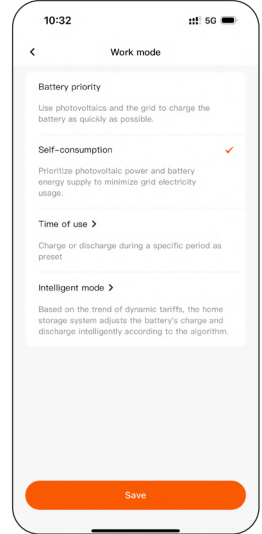 10:32
5G
Work mode
Battery priority
Use photovoltaics and the grid to charge the
battery as quickly as possible.
Self-consumption
Prioritize photovoltaic power and battery
energy supply to minimize grid electricity
usage.
Time of use >
Charge or discharge during a specific period as
preset
Intelligent mode >
Based on the trend of dynamic tariffs, the home
storage system adjusts the battery's charge and
discharge intelligently according to the algorithm.
Save